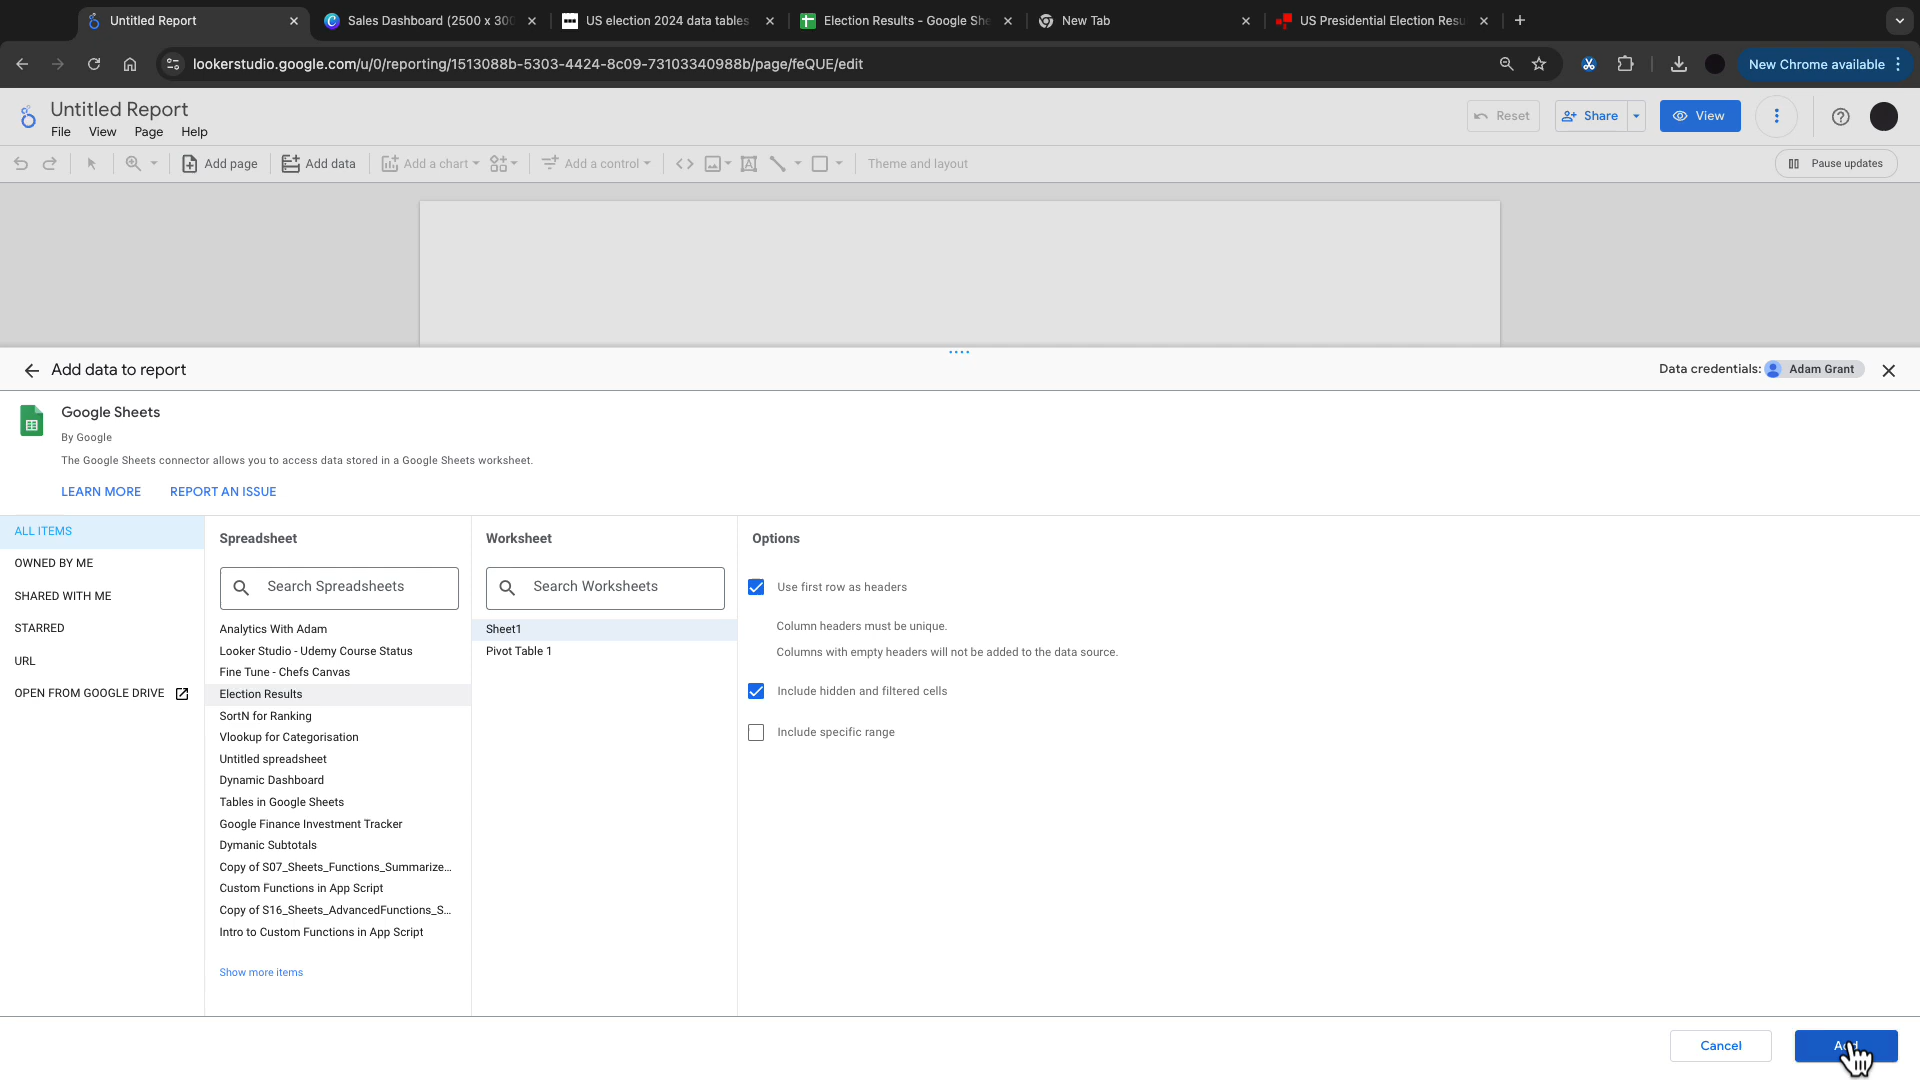 Untitled Report
Sales Dashboard (2500 x 300
US election 2024 data tables
Election Results - Google She
New Tab
US Presidential Election Resu
lookerstudio.google.com/u/0/reporting/1513088b-5303-4424-8c09-73103340988b/page/feQUE/edit
New Chrome available
Untitled Report
File View Page Help
Reset
Share
View
Add page
Add data
Add a chart
Add a control
Theme and layout
Pause updates
Add data to report
Data credentials: Adam Grant
Google Sheets
By Google
The Google Sheets connector allows you to access data stored in a Google Sheets worksheet.
LEARN MORE
REPORT AN ISSUE
ALL ITEMS
OWNED BY ME
SHARED WITH ME
STARRED
URL
OPEN FROM GOOGLE DRIVE
Spreadsheet
Search Spreadsheets
Analytics With Adam
Looker Studio - Udemy Course Status
Fine Tune - Chefs Canvas
Election Results
SortN for Ranking
Vlookup for Categorisation
Untitled spreadsheet
Dynamic Dashboard
Tables in Google Sheets
Google Finance Investment Tracker
Dymanic Subtotals
Copy of S07_Sheets_Functions_Summarize...
Custom Functions in App Script
Copy of S16_Sheets_AdvancedFunctions_S...
Intro to Custom Functions in App Script
Show more items
Worksheet
Search Worksheets
Sheet1
Pivot Table 1
Options
Use first row as headers
Column headers must be unique.
Columns with empty headers will not be added to the data source.
Include hidden and filtered cells
Include specific range
Cancel
Add